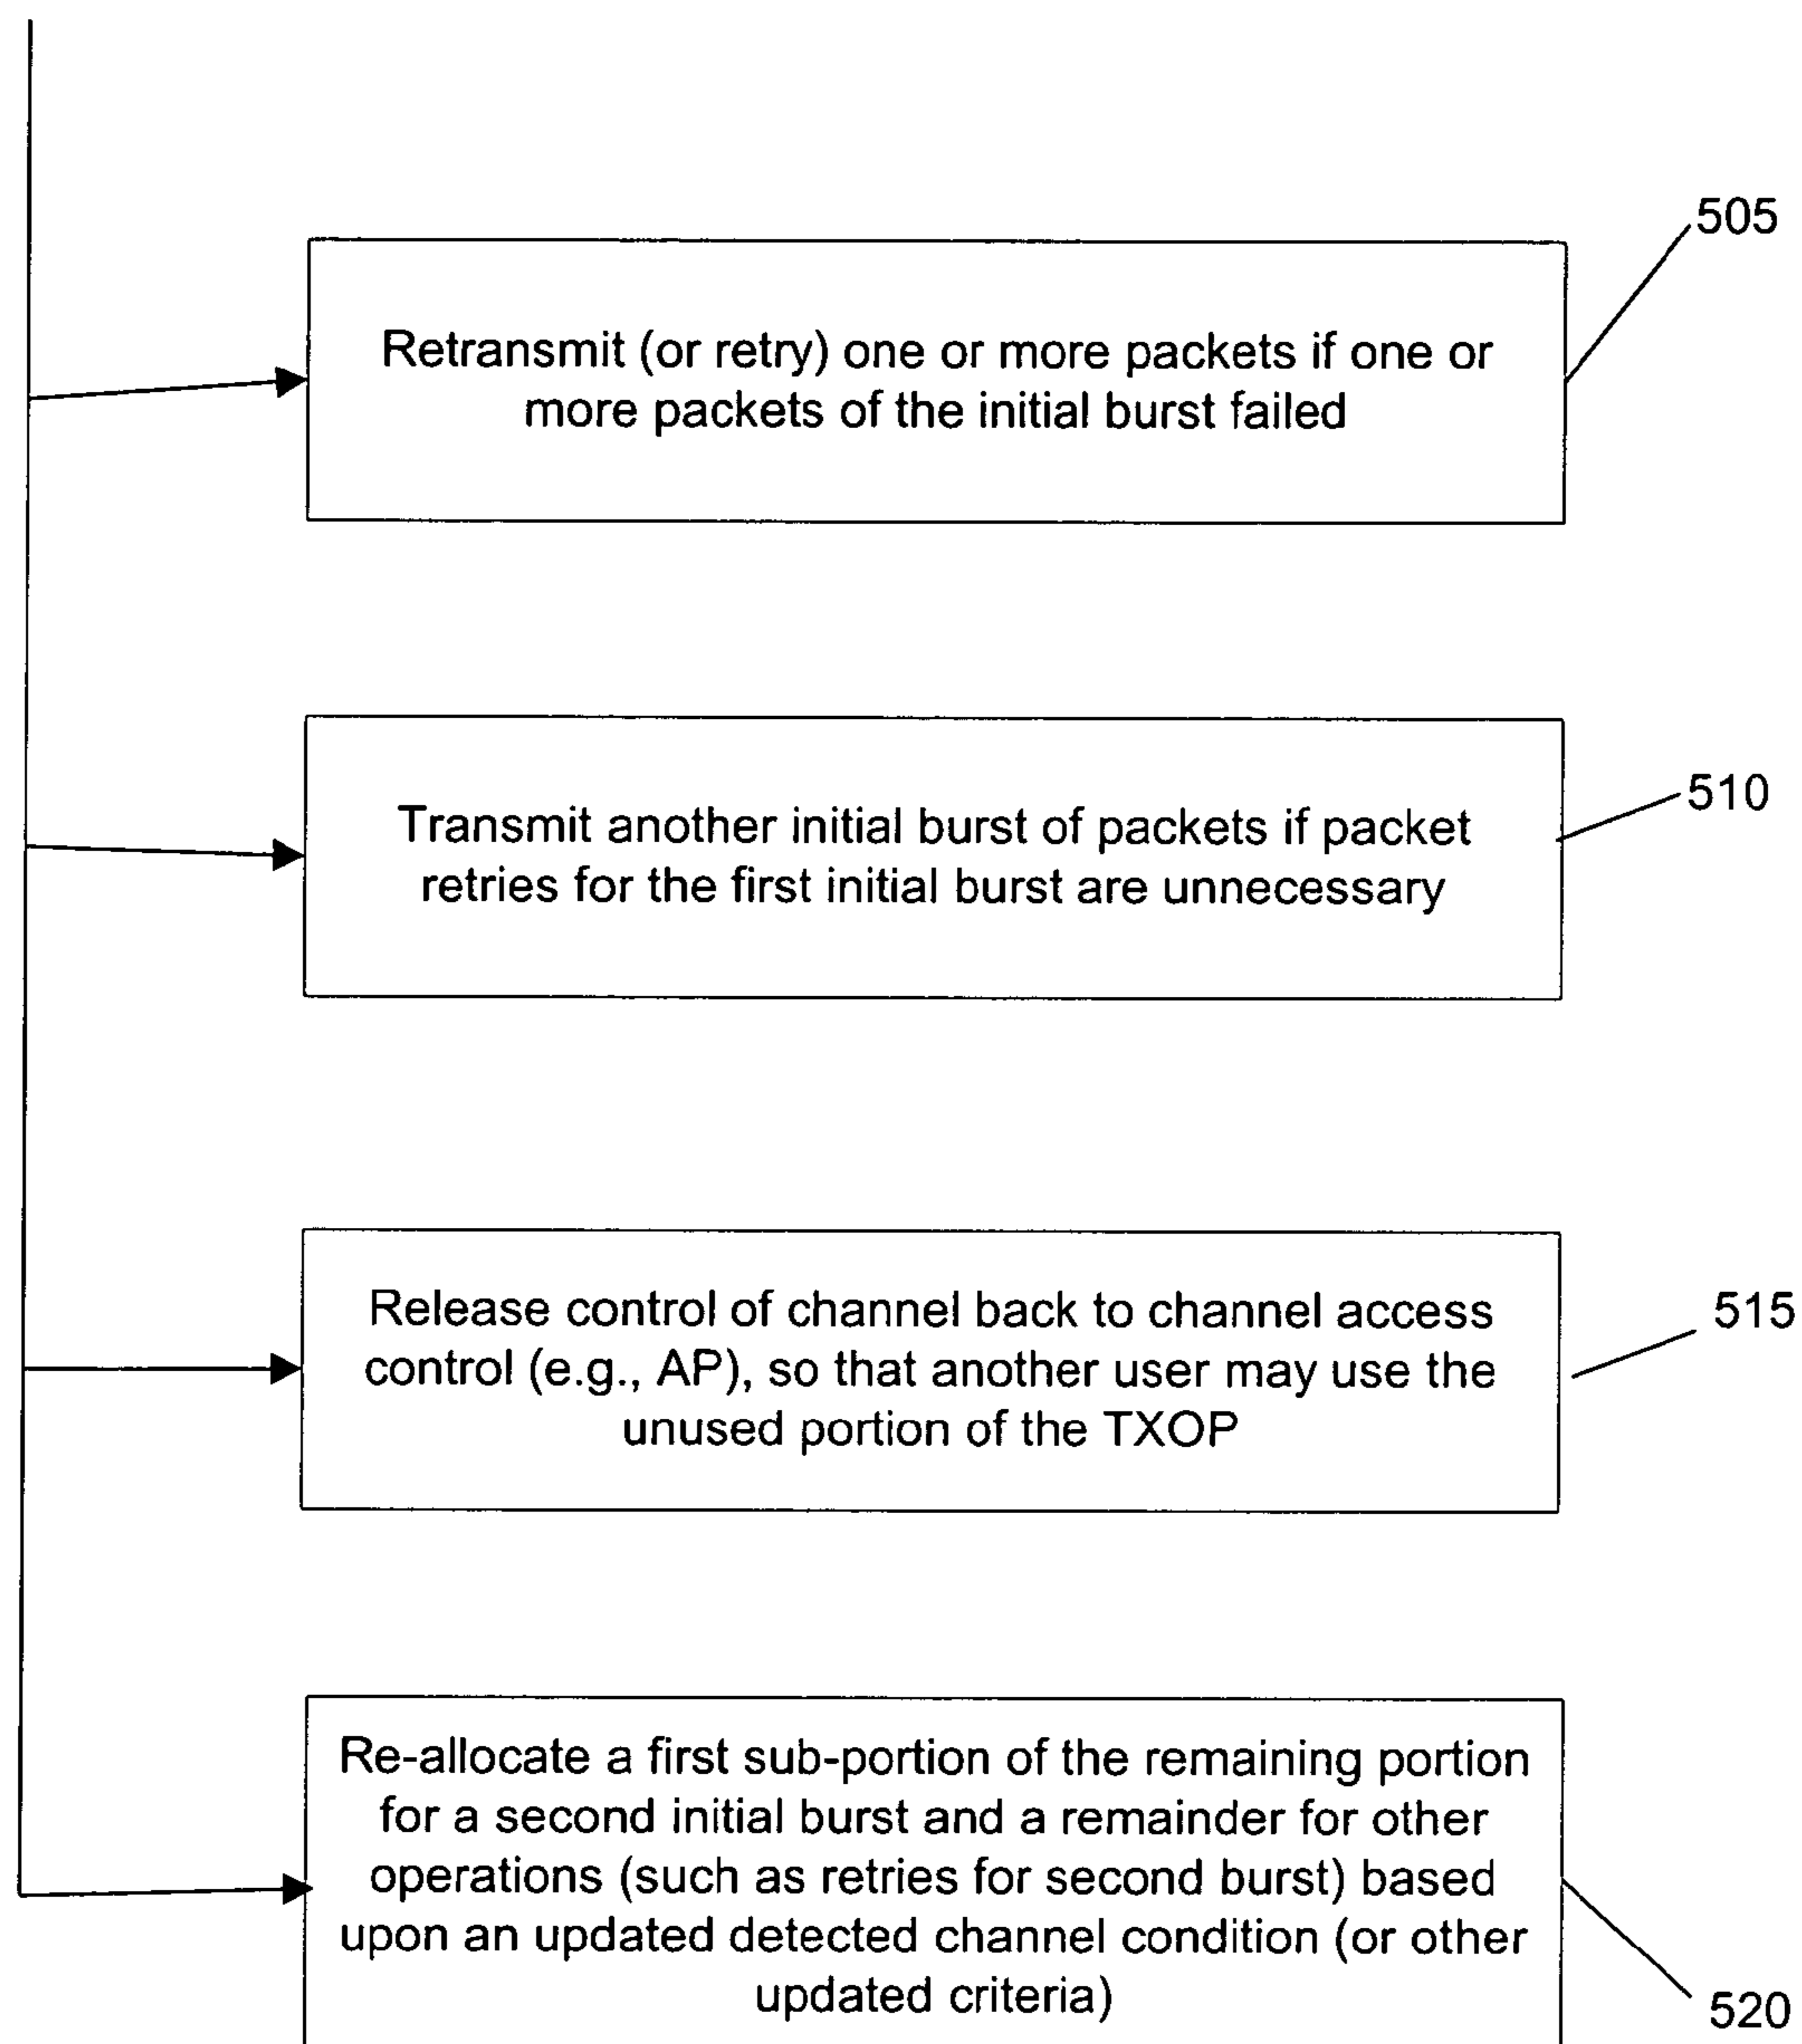 505
Retransmit (or retry) one or more packets if one or
more packets of the initial burst failed
510
Transmit another initial burst of packets if packet
retries for the first initial burst are unnecessary
515
Release control of channel back to channel access
control (e.g., AP), so that another user may use the
unused portion of the TXOP
Re-allocate a first sub-portion of the remaining portion
for a second initial burst and a remainder for other
operations (such as retries for second burst) based
upon an updated detected channel condition (or other
updated criteria)
520